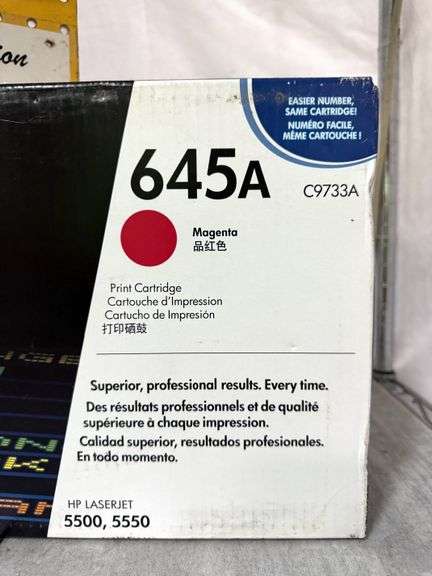 EASIER NUMBER,
SAME CARTRIDGE!
NUMÉRO FACILE,
MÊME CARTOUCHE !
645A
C9733A
Magenta
品红色
Print Cartridge
Cartouche d'Impression
Cartucho de Impresión
打印硒鼓
Superior, professional results. Every time.
Des résultats professionnels et de qualité
supérieure à chaque impression.
Calidad superior, resultados profesionales.
En todo momento.
HP LASERJET
5500, 5550